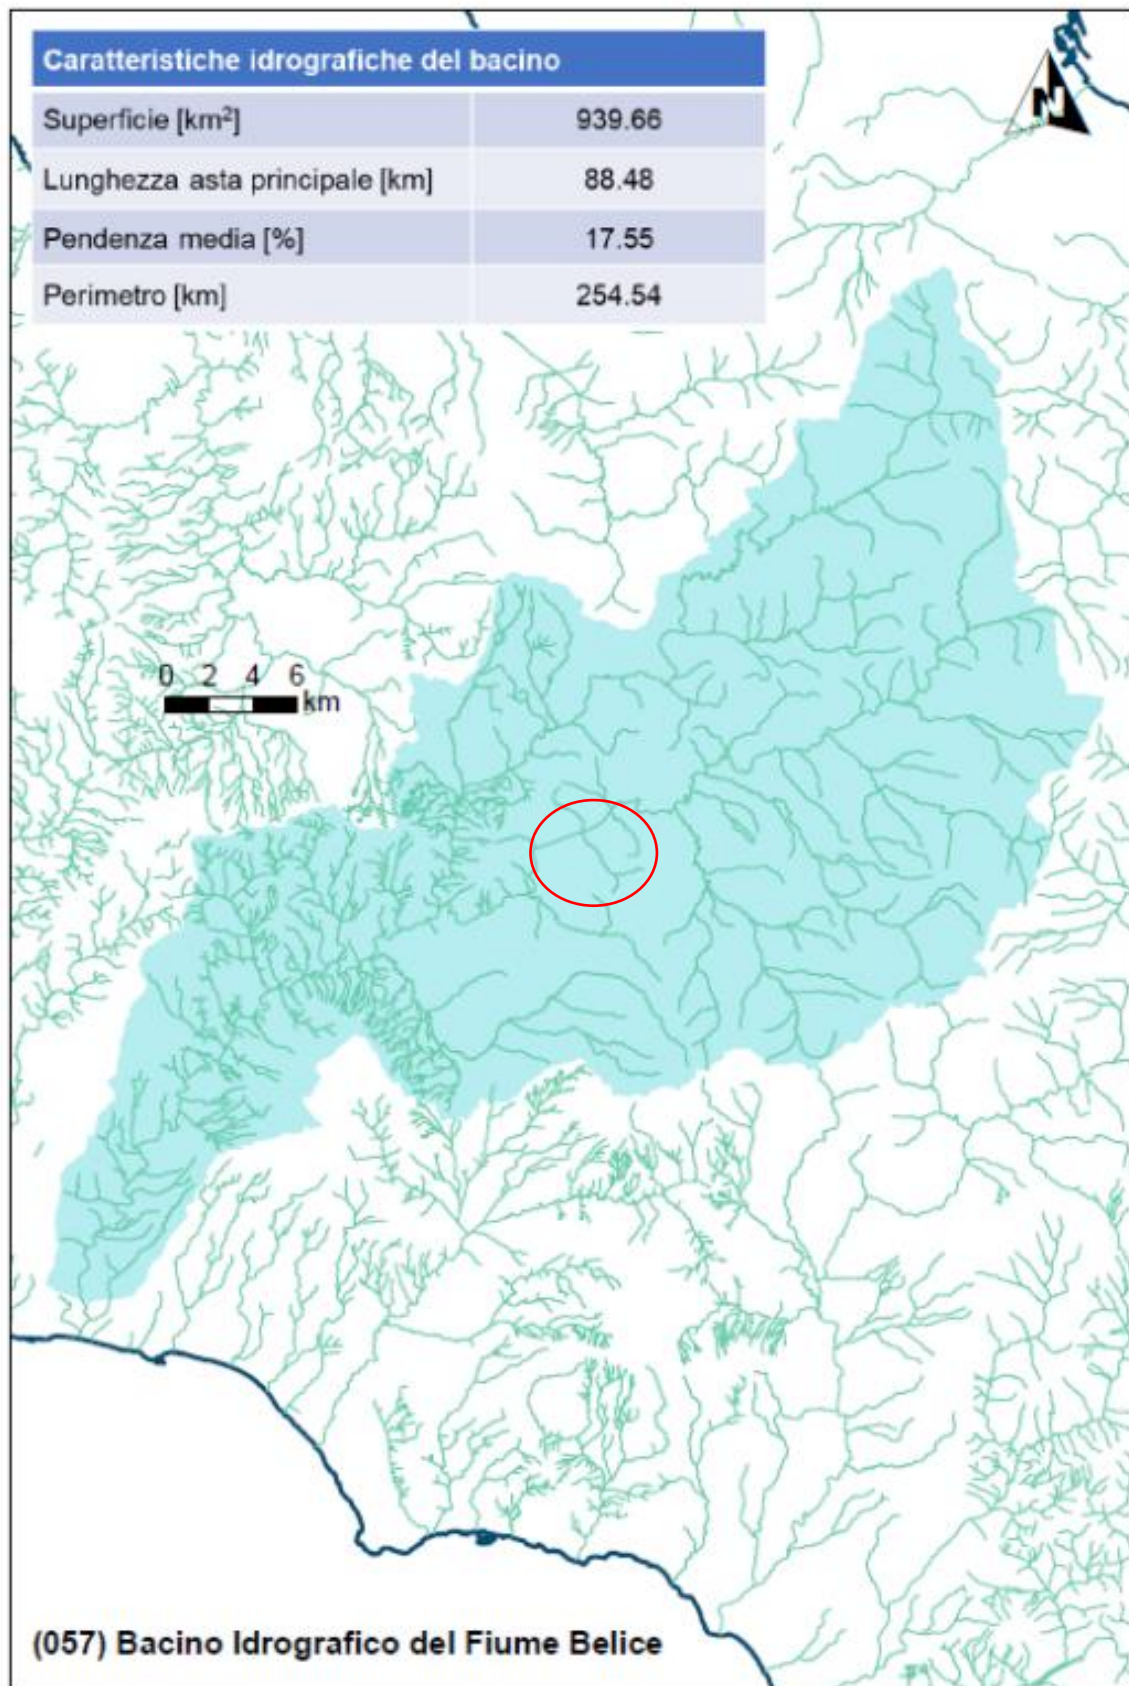 Caratteristiche idrografiche del bacino
Superficie [km²] 939.66
Lunghezza asta principale [km] 88.48
Pendenza media [%] 17.55
Perimetro [km] 254.54
N
0 2 4 6
km
(057) Bacino Idrografico del Fiume Belice